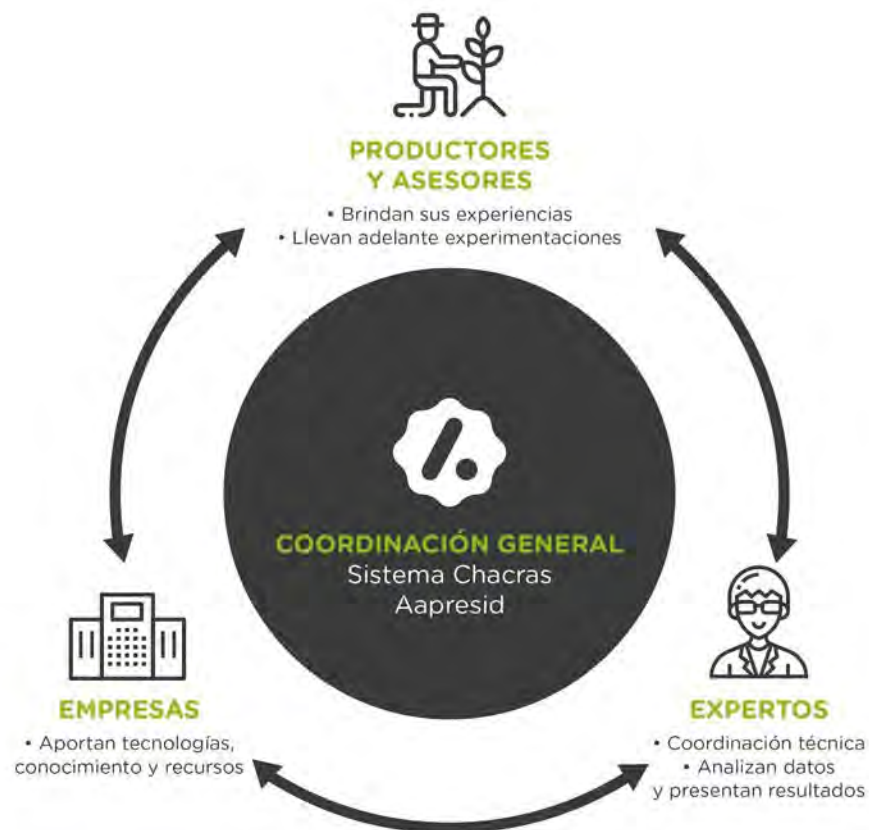 PRODUCTORES
Y ASESORES
• Brindan sus experiencias
• Llevan adelante experimentaciones
COORDINACIÓN GENERAL
Sistema Chacras
Aapresid
EMPRESAS
• Aportan tecnologías,
conocimiento y recursos
EXPERTOS
• Coordinación técnica
• Analizan datos
y presentan resultados